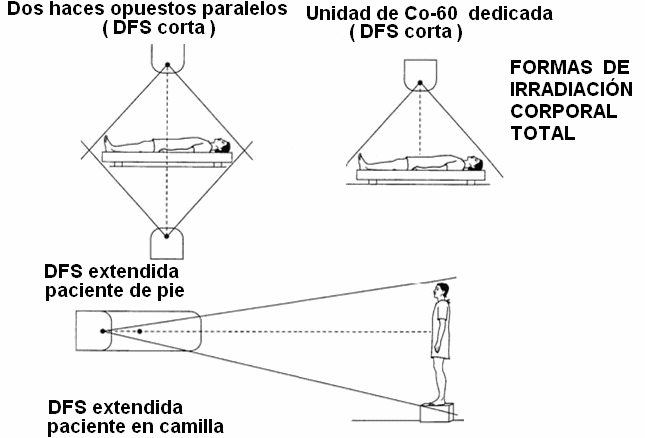 Dos haces opuestos paralelos
( DFS corta )
Unidad de Co-60 dedicada
( DFS corta )
FORMAS DE
IRRADIACIÓN
CORPORAL
TOTAL
DFS extendida
paciente de pie
DFS extendida
paciente en camilla